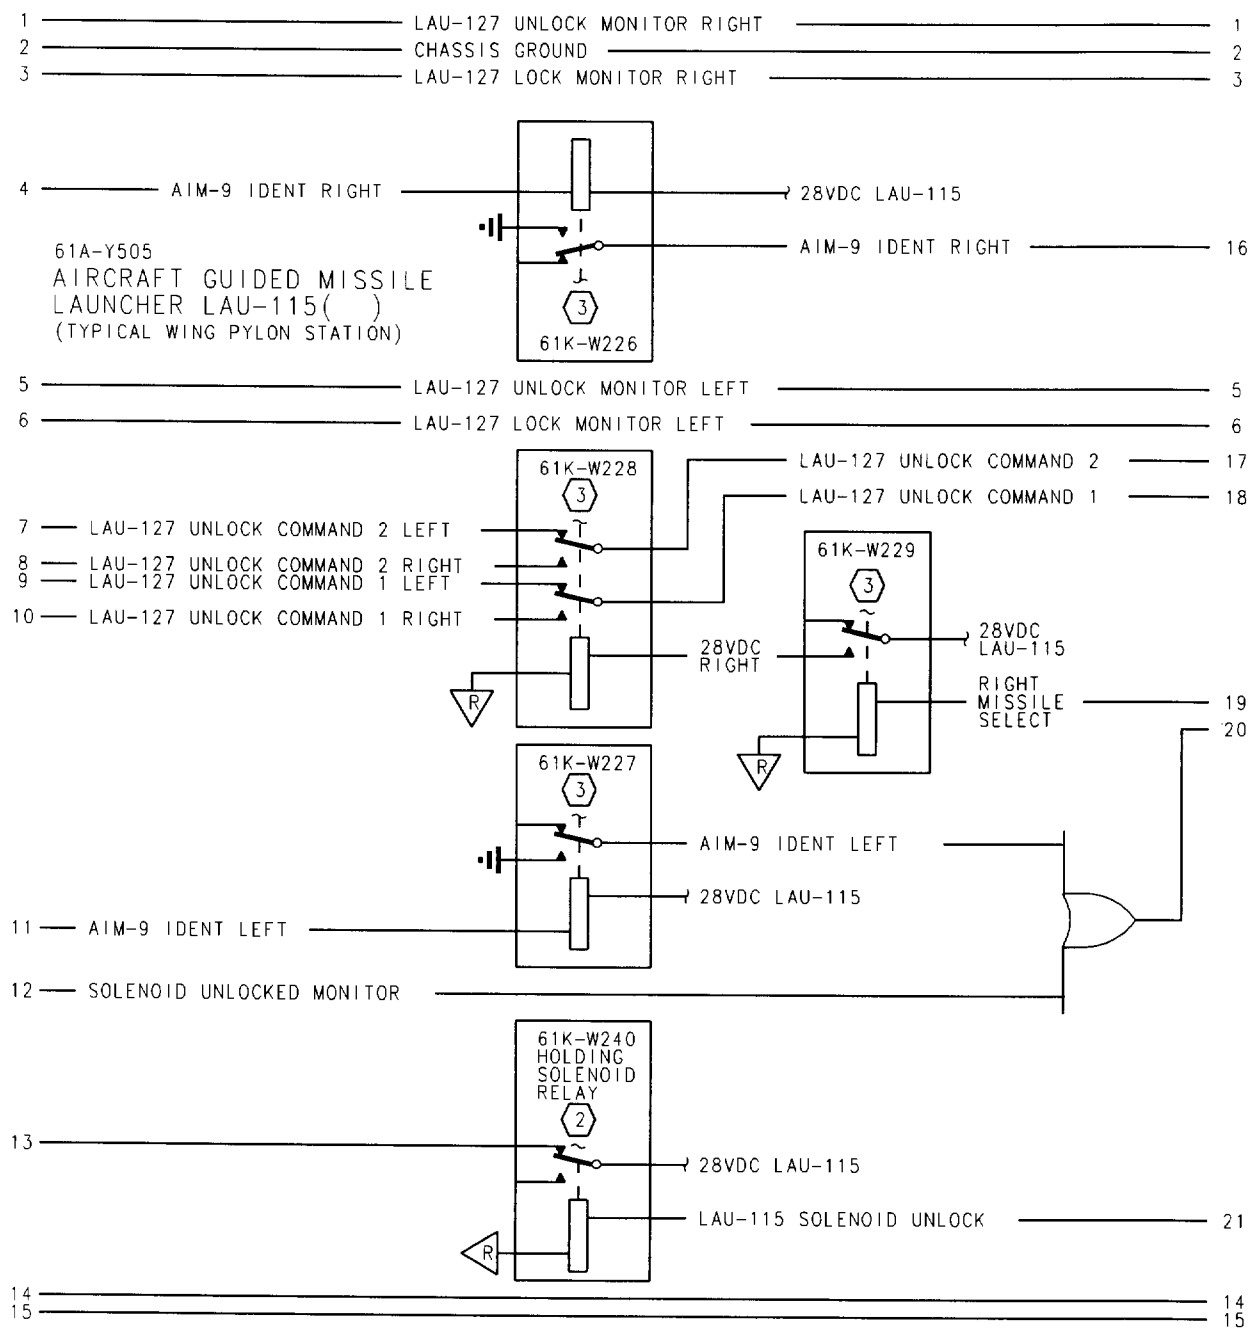 1 LAU-127 UNLOCK MONITOR RIGHT 1
2 CHASSIS GROUND 2
3 LAU-127 LOCK MONITOR RIGHT 3
4 AIM-9 IDENT RIGHT 28VDC LAU-115
AIM-9 IDENT RIGHT 16
61A-Y505
AIRCRAFT GUIDED MISSILE
LAUNCHER LAU-115( )
(TYPICAL WING PYLON STATION)
3
61K-W226
5 LAU-127 UNLOCK MONITOR LEFT 5
6 LAU-127 LOCK MONITOR LEFT 6
61K-W228
3
LAU-127 UNLOCK COMMAND 2 17
LAU-127 UNLOCK COMMAND 1 18
7 LAU-127 UNLOCK COMMAND 2 LEFT
8 LAU-127 UNLOCK COMMAND 2 RIGHT
9 LAU-127 UNLOCK COMMAND 1 LEFT
10 LAU-127 UNLOCK COMMAND 1 RIGHT
61K-W229
3
28VDC
RIGHT
28VDC
LAU-115
R
RIGHT
MISSILE
SELECT
19
20
R
61K-W227
3
AIM-9 IDENT LEFT
28VDC LAU-115
11 AIM-9 IDENT LEFT
12 SOLENOID UNLOCKED MONITOR
61K-W240
HOLDING
SOLENOID
RELAY
2
13
28VDC LAU-115
LAU-115 SOLENOID UNLOCK 21
R
14 14
15 15